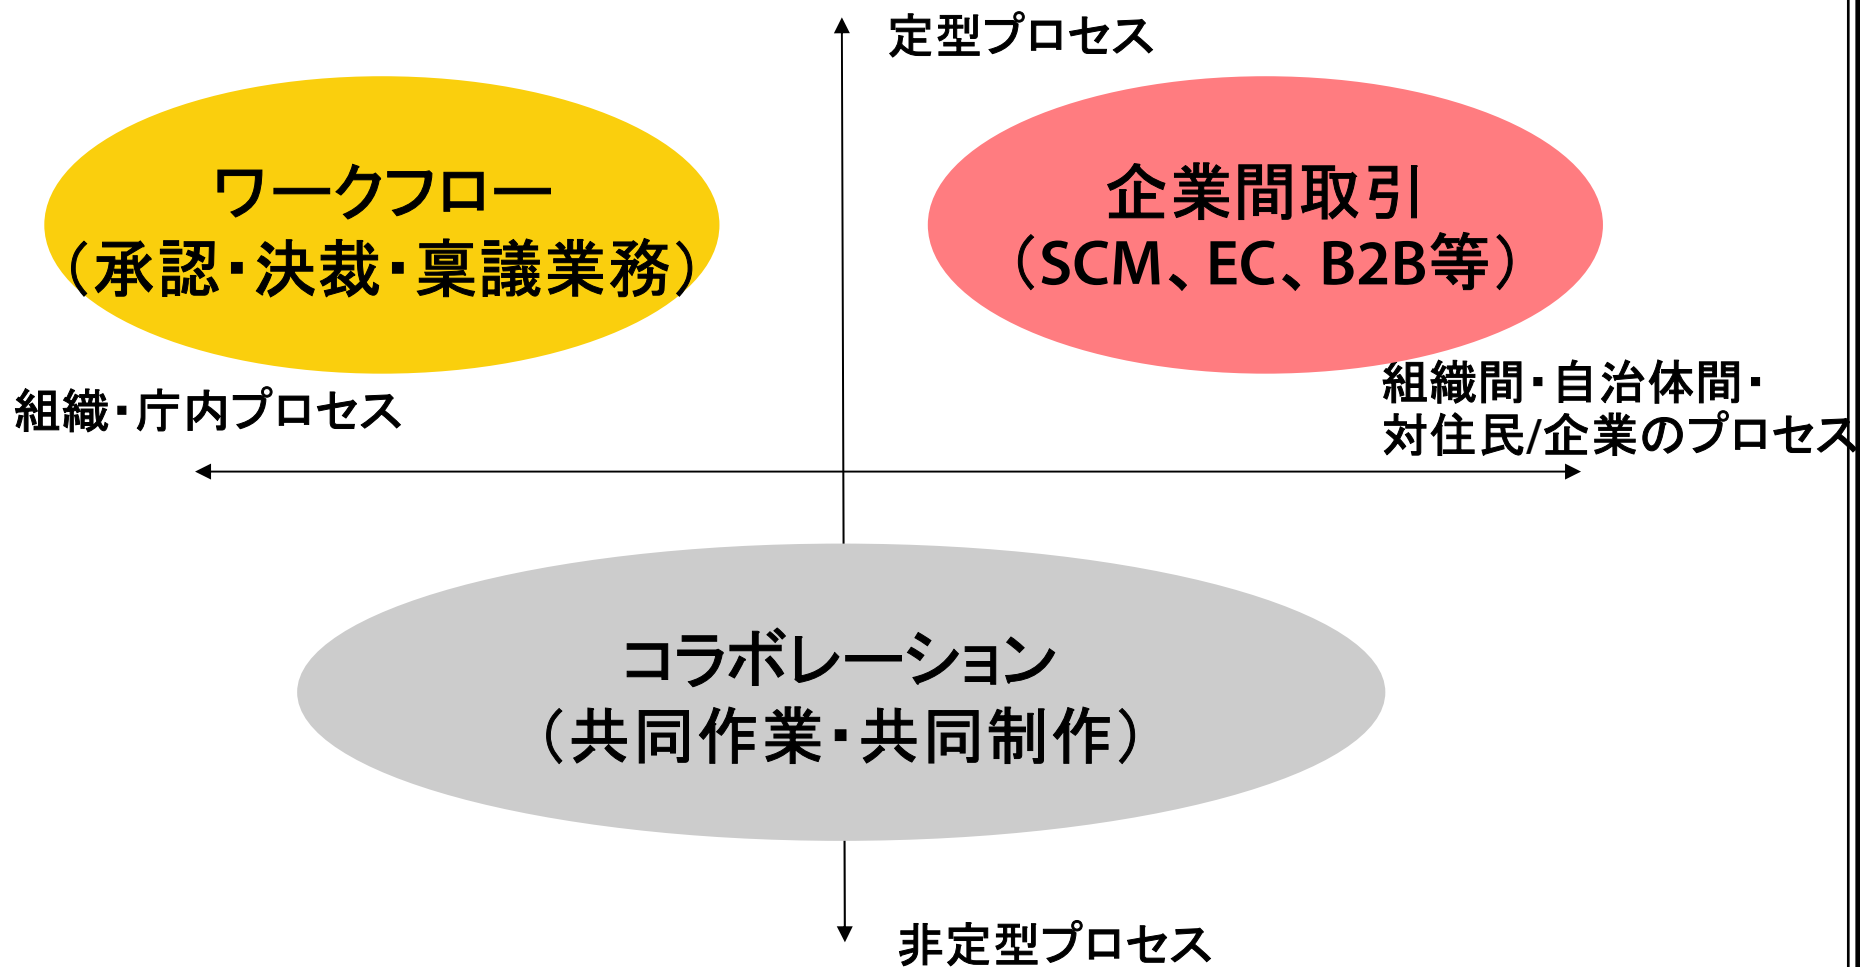 定型プロセス
ワークフロー
（承認・決裁・稟議業務）
企業間取引
（SCM、EC、B2B等）
組織・庁内プロセス
組織間・自治体間・
対住民/企業のプロセス
コラボレーション
（共同作業・共同制作）
非定型プロセス